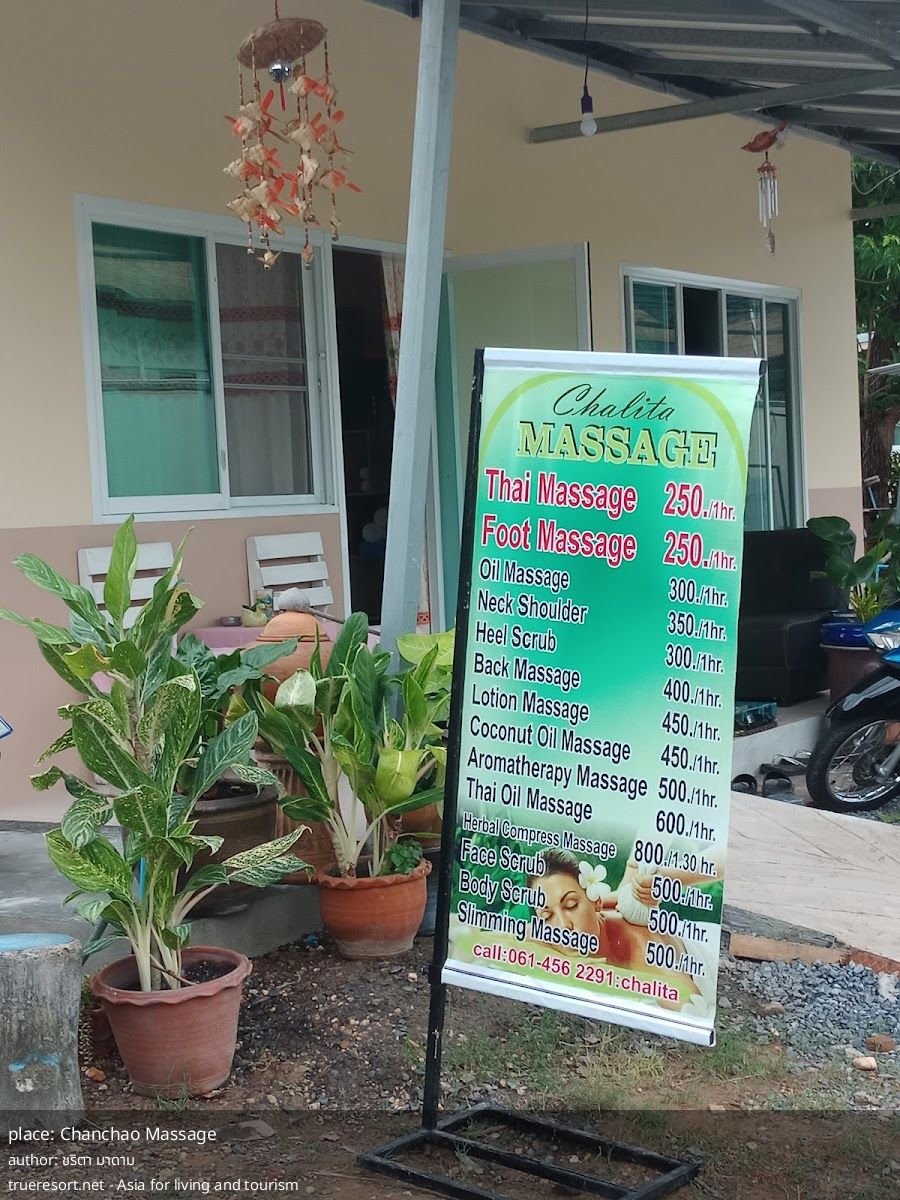 Chalita
MASSAGE
Thai Massage 250./1hr.
Foot Massage 250./1hr.
Oil Massage 300./1hr.
Neck Shoulder 350./1hr.
Heel Scrub 300./1hr.
Back Massage 400./1hr.
Lotion Massage 450./1hr.
Coconut Oil Massage 450./1hr.
Aromatherapy Massage 500./1hr.
Thai Oil Massage 600./1hr.
Herbal Compress Massage 800./1.30 hr.
Face Scrub 500./1hr.
Body Scrub 500./1hr.
Slimming Massage 500./1hr.
call:061-456 2291:chalita
place: Chanchao Massage
author: ชริตา มาดาม
trueresort.net - Asia for living and tourism